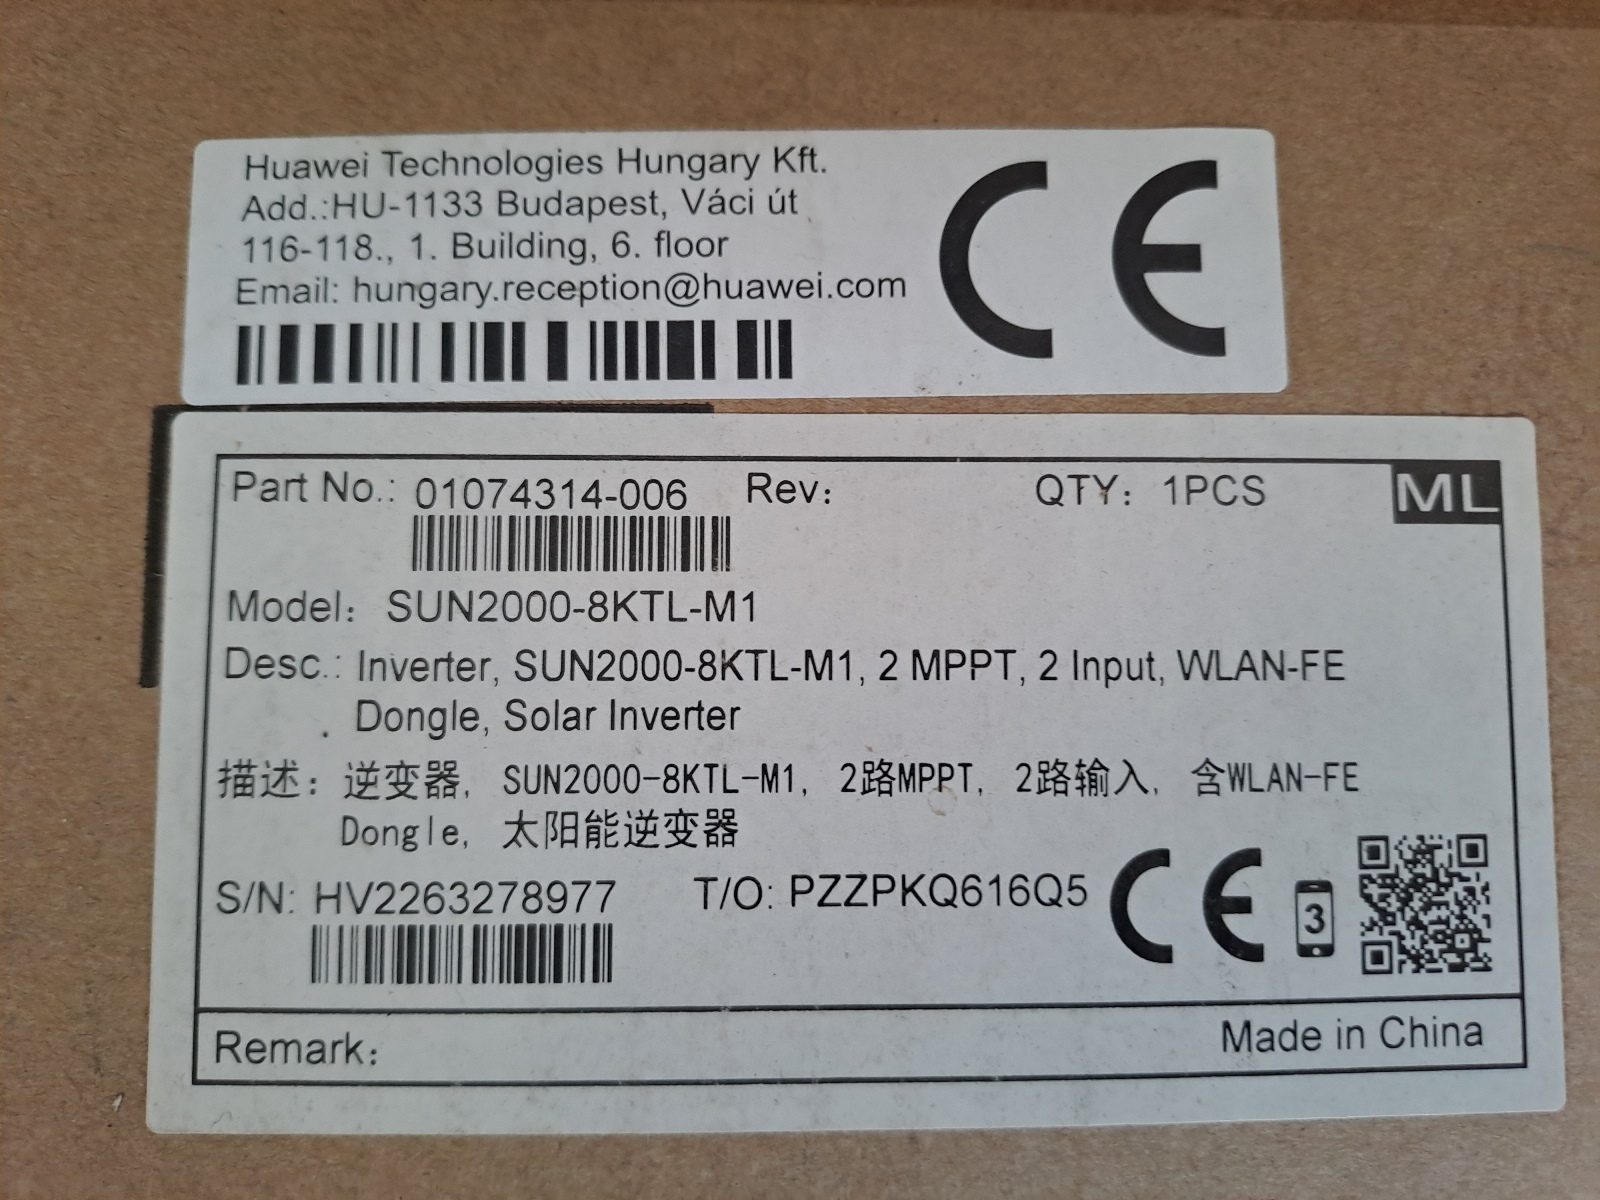 Huawei Technologies Hungary Kft.
Add.:HU-1133 Budapest, Váci út
116-118., 1. Building, 6. floor
Email: hungary.reception@huawei.com
CE
Part No.: 01074314-006 Rev: QTY: 1PCS ML
Model: SUN2000-8KTL-M1
Desc.: Inverter, SUN2000-8KTL-M1, 2 MPPT, 2 Input, WLAN-FE
Dongle, Solar Inverter
描述: 逆变器, SUN2000-8KTL-M1, 2路MPPT, 2路输入, 含WLAN-FE
Dongle, 太阳能逆变器
S/N: HV2263278977 T/O: PZZPKQ616Q5 CE 3
Remark: Made in China